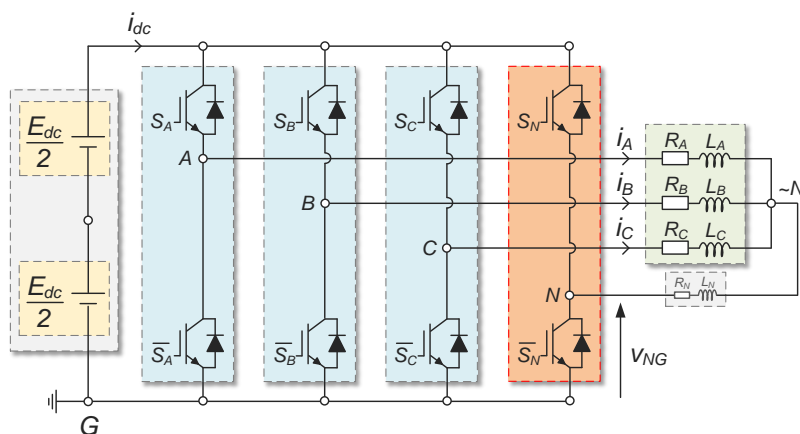 i_dc
E_dc
2
E_dc
2
G
S_A
S_B
S_C
S_N
A
B
C
N
S̅_A
S̅_B
S̅_C
S̅_N
i_A
R_A
L_A
i_B
R_B
L_B
i_C
R_C
L_C
~N
R_N
L_N
v_NG